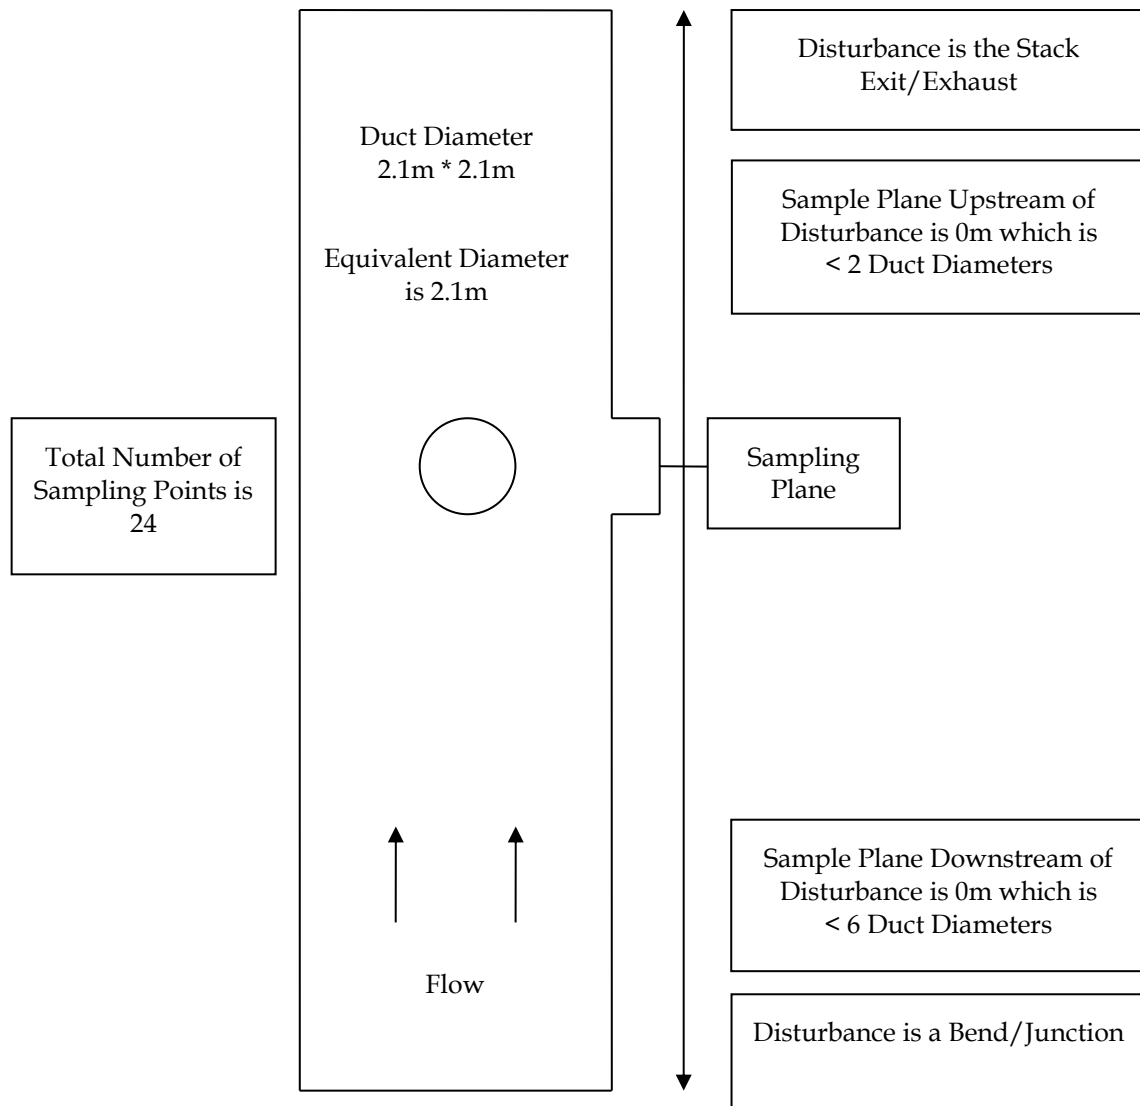 Disturbance is the Stack
Exit/Exhaust
Duct Diameter
2.1m * 2.1m
Sample Plane Upstream of
Disturbance is 0m which is
< 2 Duct Diameters
Equivalent Diameter
is 2.1m
Total Number of
Sampling Points is
24
Sampling
Plane
Sample Plane Downstream of
Disturbance is 0m which is
< 6 Duct Diameters
Flow
Disturbance is a Bend/Junction